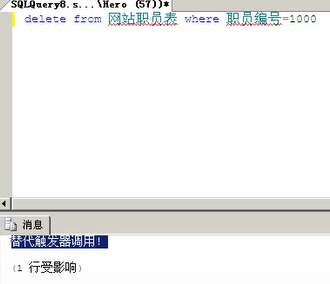 SQLQuery8.s...\Hero (57))*
delete from 网站职员表 where 职员编号=1000
消息
替代触发器调用！
(1 行受影响)